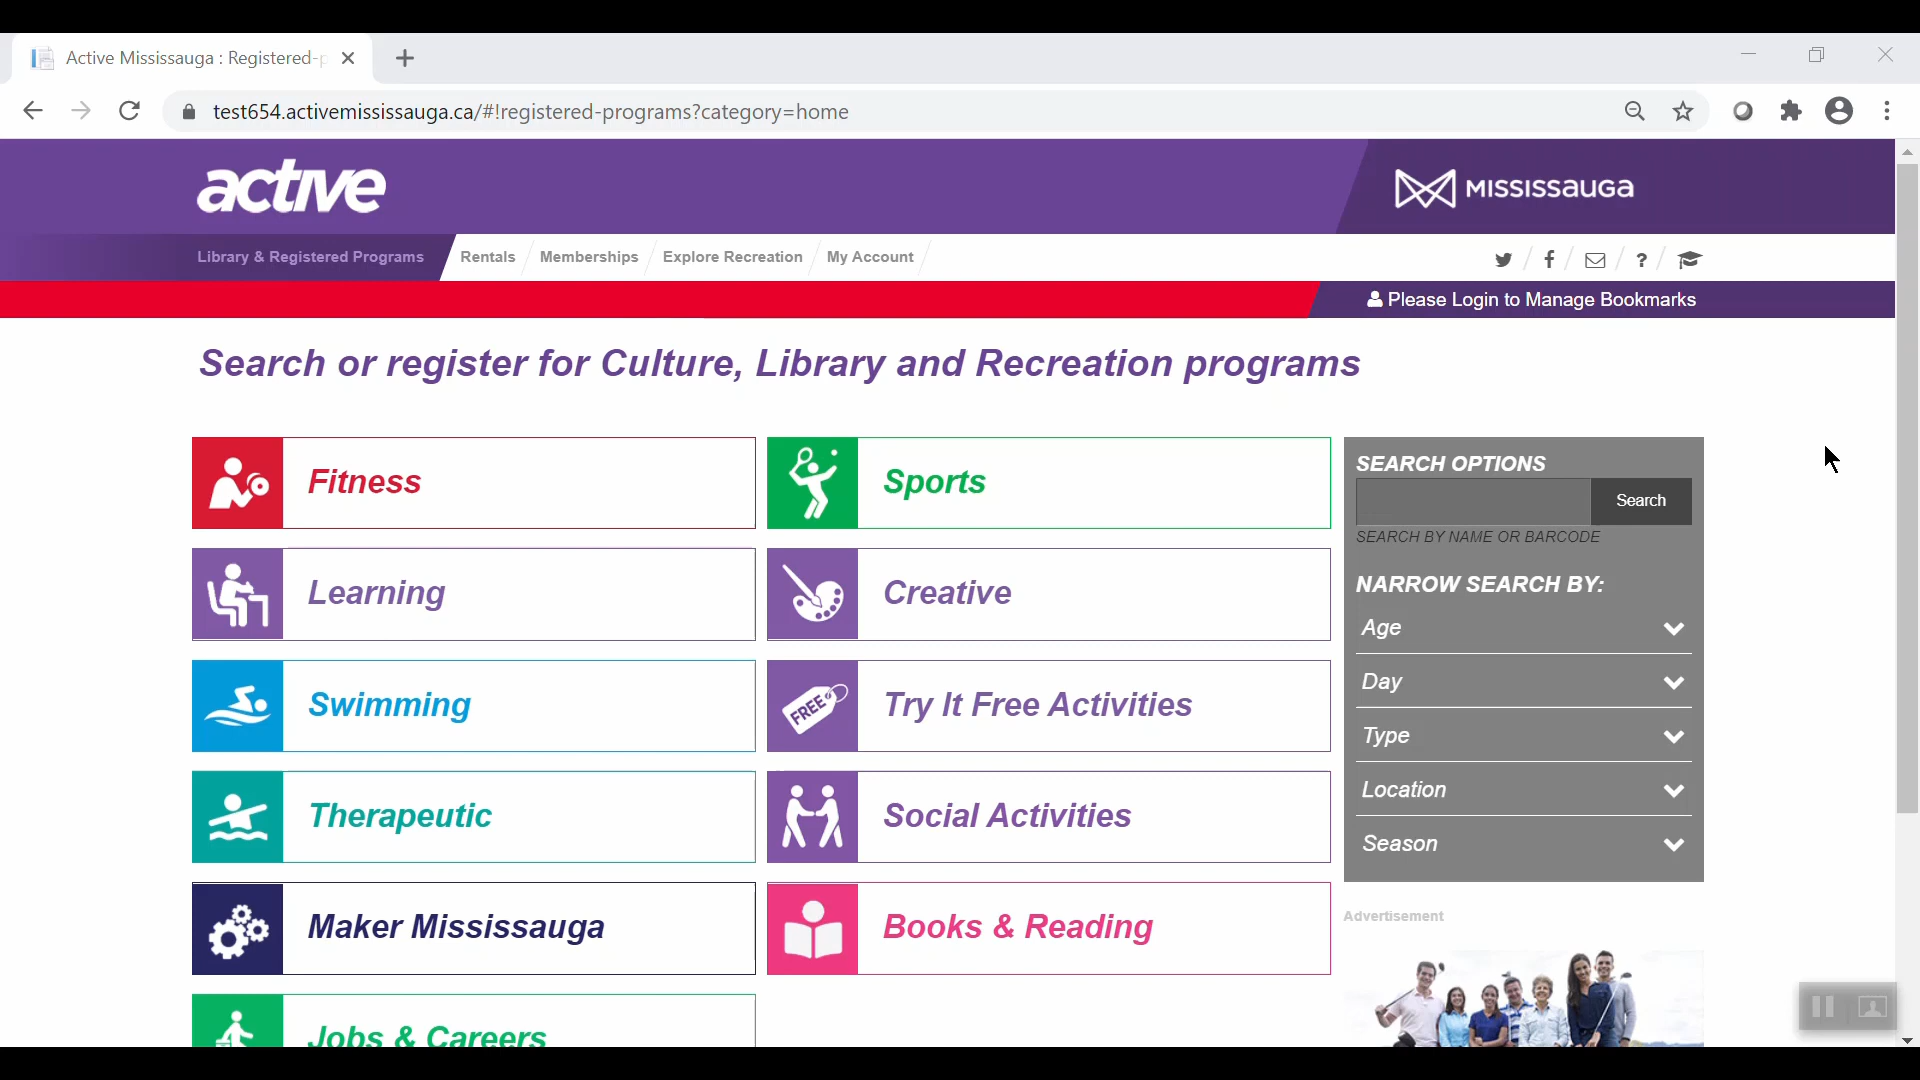 Active Mississauga : Registered-p
test654.activemississauga.ca/#!registered-programs?category=home
active
MISSISSAUGA
Library & Registered Programs
Rentals
Memberships
Explore Recreation
My Account
?
Please Login to Manage Bookmarks
Search or register for Culture, Library and Recreation programs
Fitness
Sports
Learning
Creative
Swimming
FREE
Try It Free Activities
Therapeutic
Social Activities
Maker Mississauga
Books & Reading
Jobs & Careers
SEARCH OPTIONS
Search
SEARCH BY NAME OR BARCODE
NARROW SEARCH BY:
Age
Day
Type
Location
Season
Advertisement